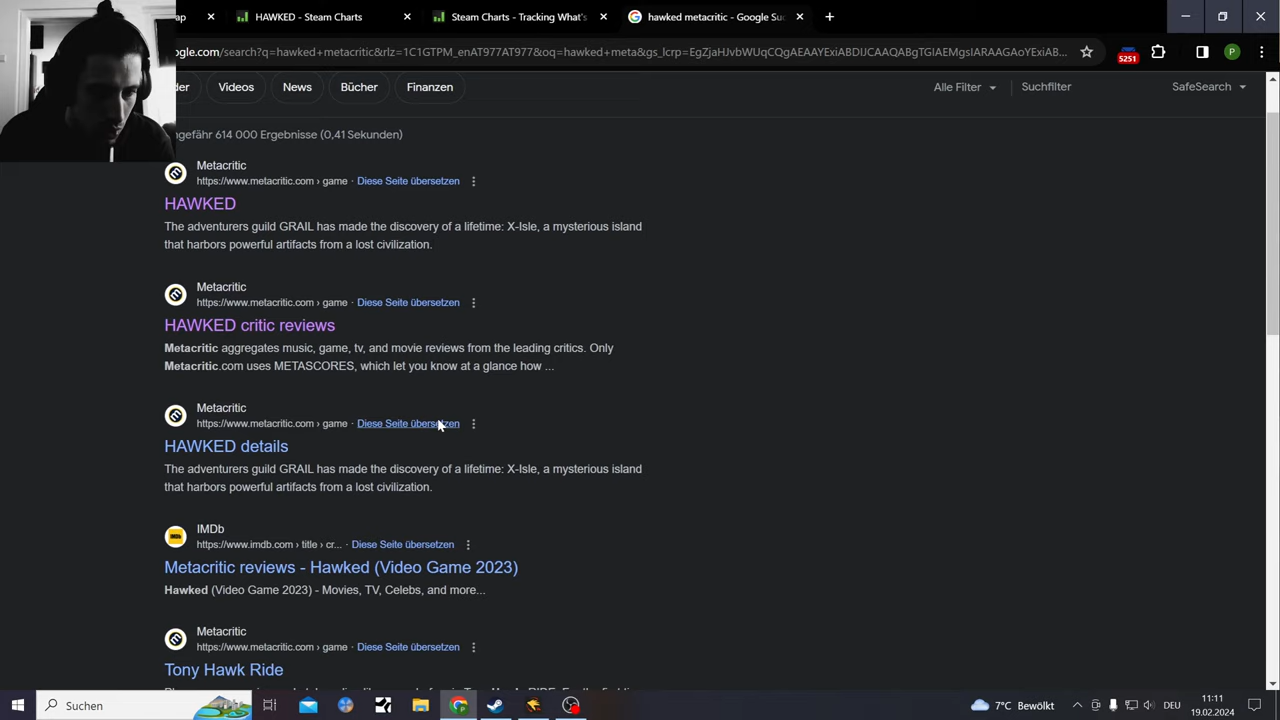 ap
HAWKED - Steam Charts
Steam Charts - Tracking What's
hawked metacritic - Google Suc
gle.com/search?q=hawked+metacritic&rlz=1C1GTPM_enAT977AT977&oq=hawked+meta&gs_lcrp=
5251
P
der
Videos
News
Bücher
Finanzen
Alle Filter
Suchfilter
SafeSearch
ngefähr 614 000 Ergebnisse (0,41 Sekunden)
Metacritic
https://www.metacritic.com › game · Diese Seite übersetzen
HAWKED
The adventurers guild GRAIL has made the discovery of a lifetime: X-Isle, a mysterious island
that harbors powerful artifacts from a lost civilization.
Metacritic
https://www.metacritic.com › game · Diese Seite übersetzen
HAWKED critic reviews
Metacritic aggregates music, game, tv, and movie reviews from the leading critics. Only
Metacritic.com uses METASCORES, which let you know at a glance how ...
Metacritic
https://www.metacritic.com › game · Diese Seite übersetzen
HAWKED details
The adventurers guild GRAIL has made the discovery of a lifetime: X-Isle, a mysterious island
that harbors powerful artifacts from a lost civilization.
IMDb
https://www.imdb.com › title › cr... · Diese Seite übersetzen
Metacritic reviews - Hawked (Video Game 2023)
Hawked (Video Game 2023) - Movies, TV, Celebs, and more...
Metacritic
https://www.metacritic.com › game · Diese Seite übersetzen
Tony Hawk Ride
Suchen
7°C Bewölkt
DEU
11:11
19.02.2024